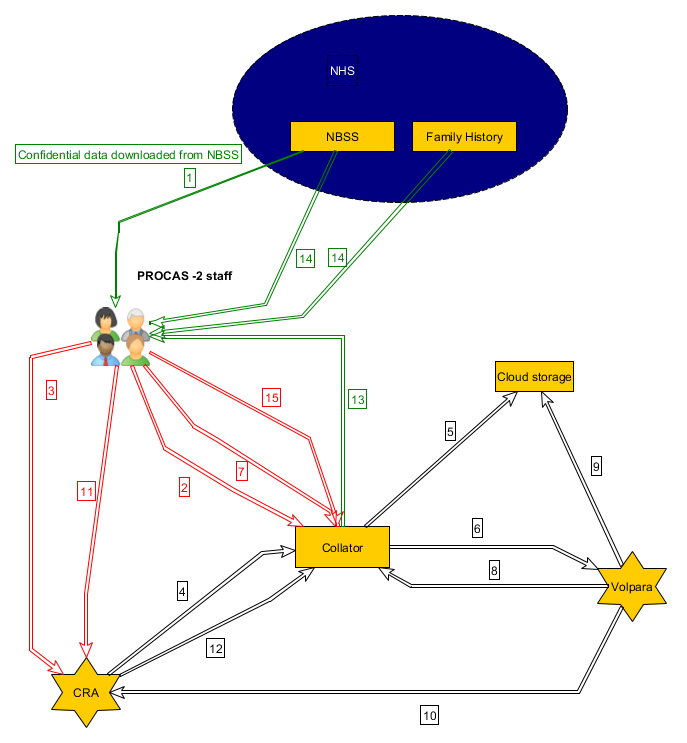 NHS
NBSS
Family History
Confidential data downloaded from NBSS
1
14
14
PROCAS -2 staff
3
15
13
Cloud storage
5
9
7
11
2
6
Collator
8
Volpara
4
12
CRA
10